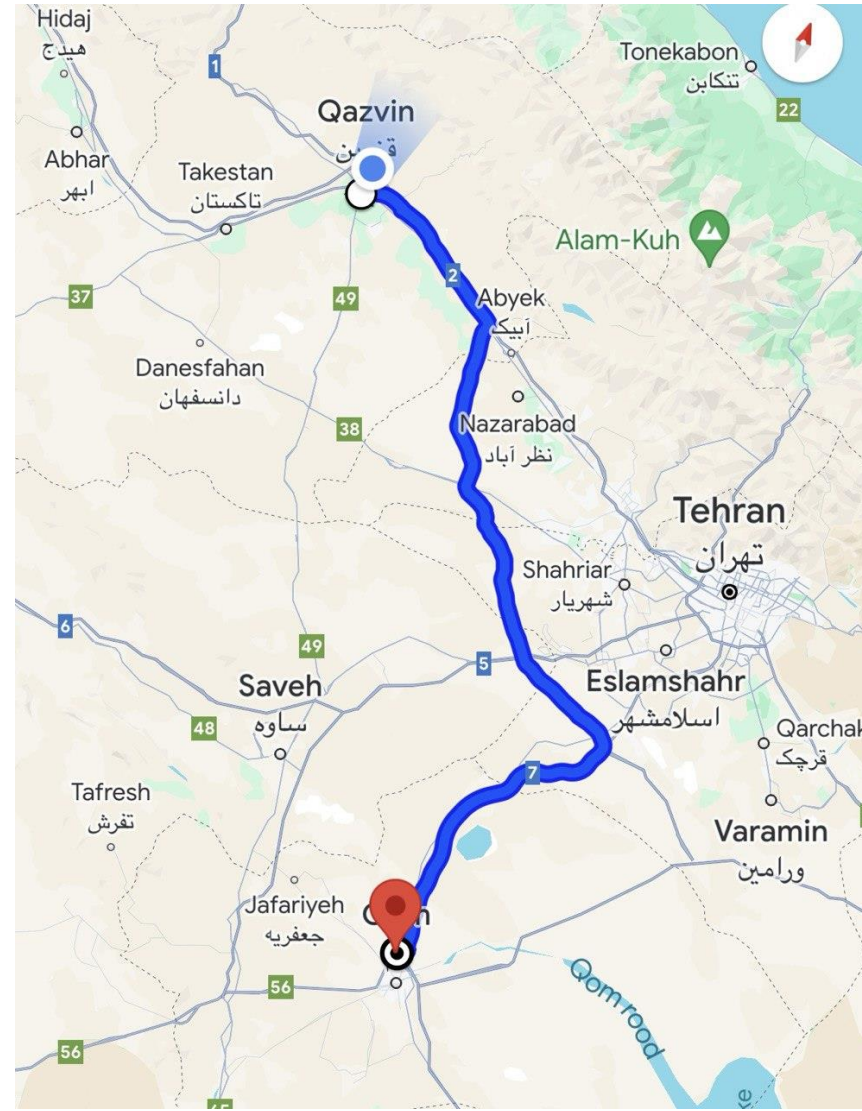 Hidaj
هیدج
Tonekabon
تنکابن
1
22
Qazvin
Abhar
ابهر
Takestan
تاکستان
Alam-Kuh
2
37
49
Abyek
آبیک
Danesfahan
دانسفهان
38
Nazarabad
نظر آباد
Tehran
تهران
Shahriar
شهریار
6
49
5
Saveh
ساوه
Eslamshahr
اسلامشهر
48
Qarchak
قرچک
7
Tafresh
تفرش
Varamin
ورامین
Jafariyeh
جعفریه
56
Qom rood
56